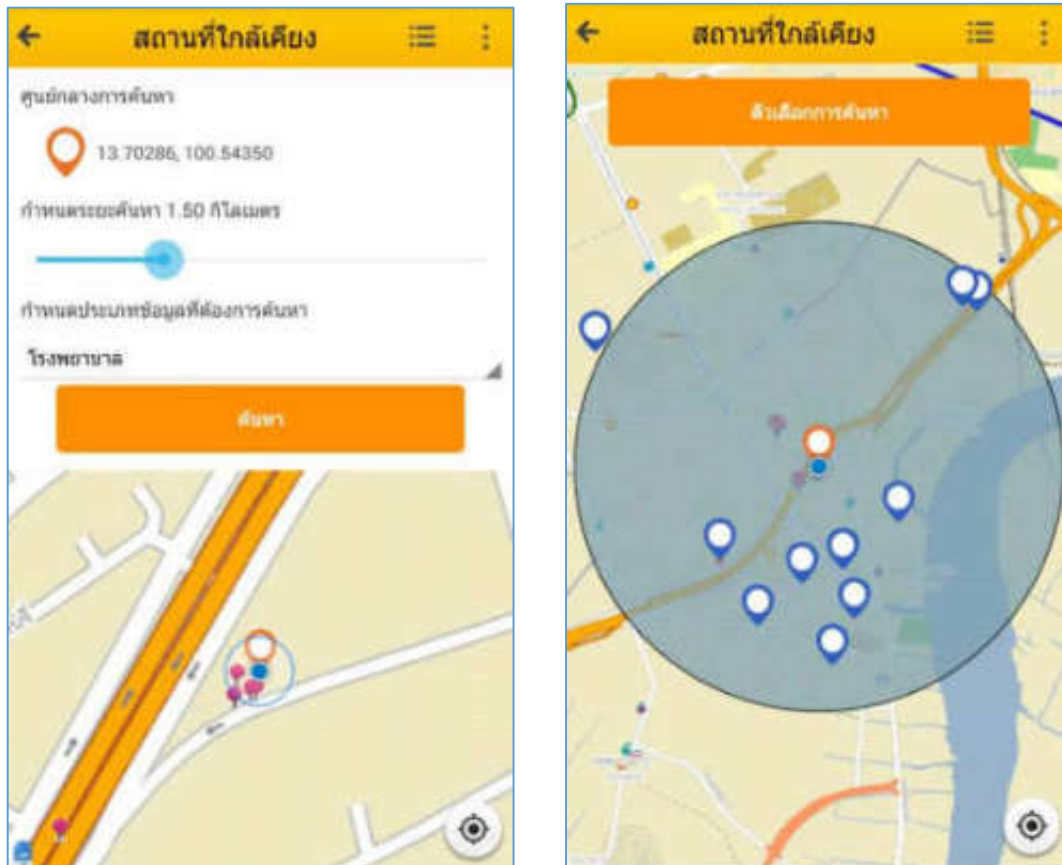 สถานที่ใกล้เคียง
ศูนย์กลางการค้นหา
13.70286, 100.54350
กำหนดระยะค้นหา 1.50 กิโลเมตร
กำหนดประเภทข้อมูลที่ต้องการค้นหา
โรงพยาบาล
ค้นหา
สถานที่ใกล้เคียง
ตัวเลือกการค้นหา